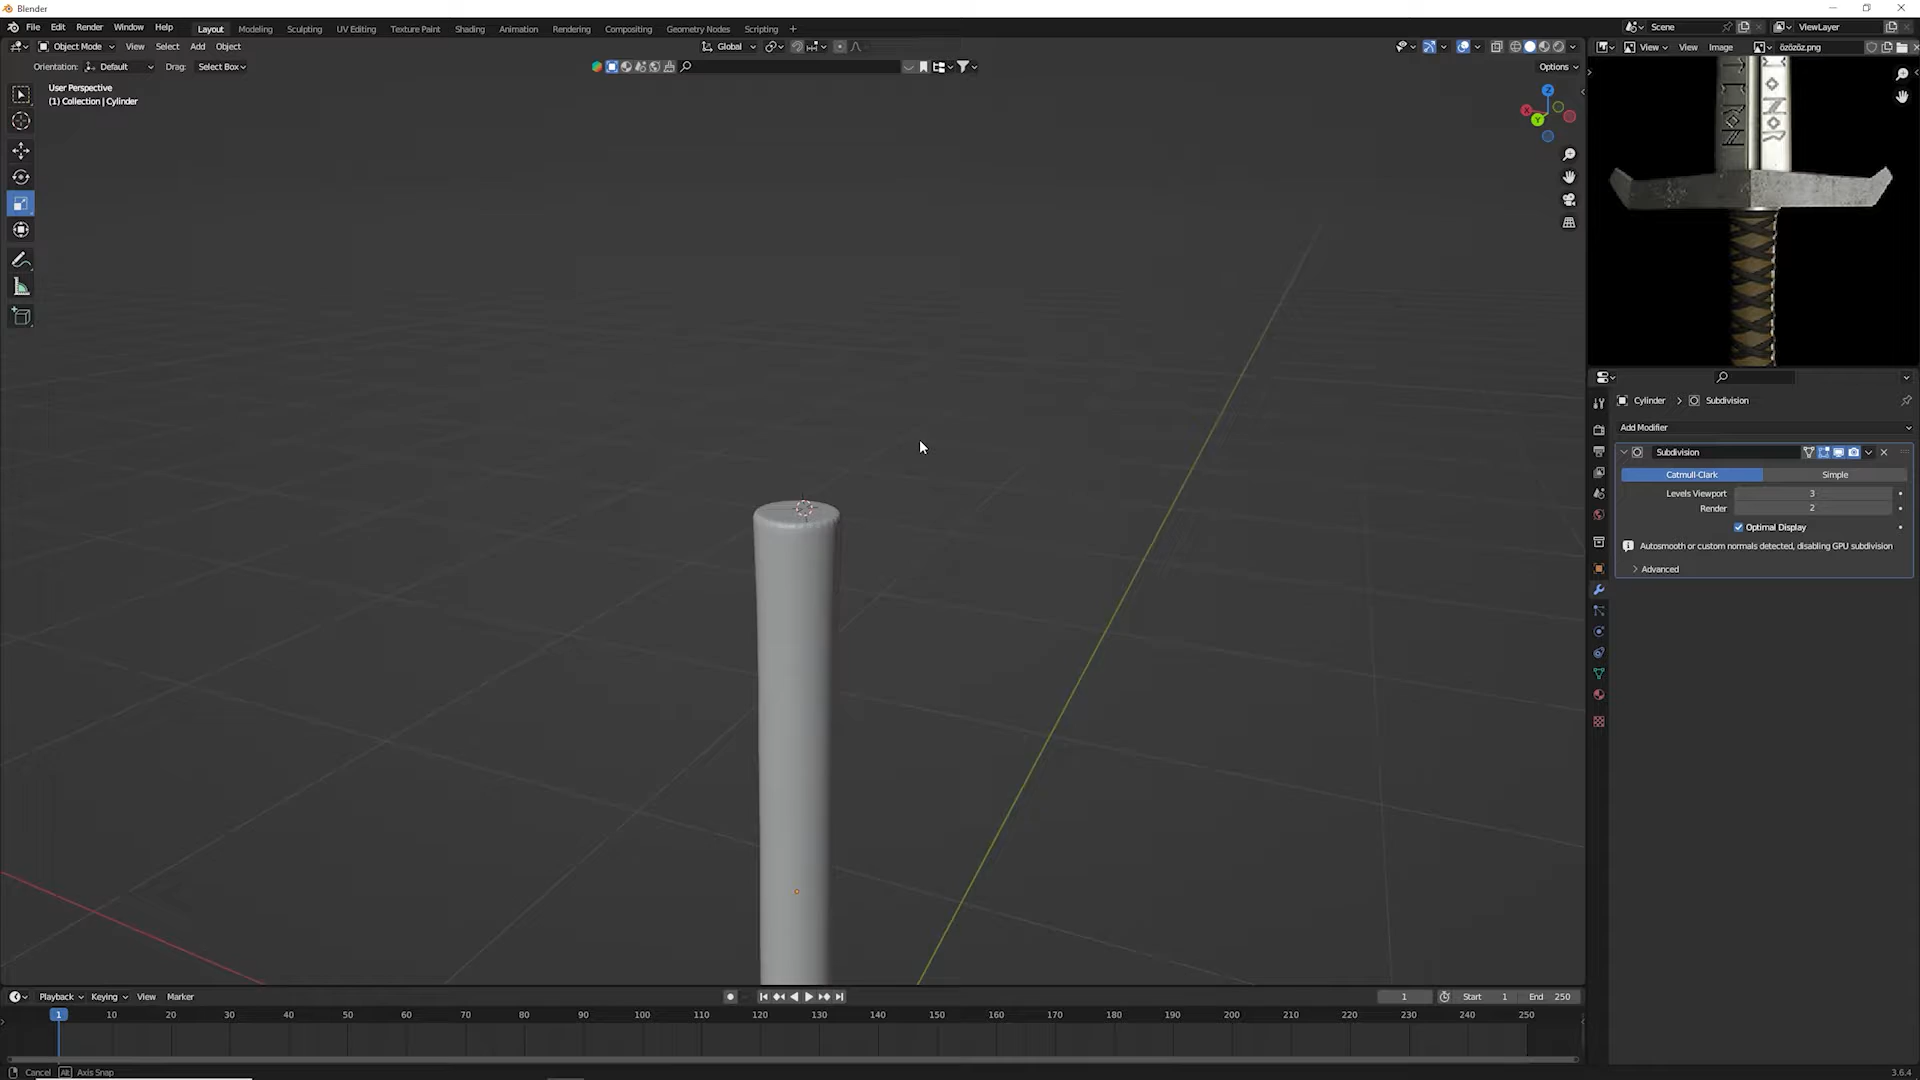 Blender
File Edit Render Window Help
Layout Modeling Sculpting UV Editing Texture Paint Shading Animation Rendering Compositing Geometry Nodes Scripting +
Scene
ViewLayer
Object Mode View Select Add Object
Global
View View Image özözöz.png
Orientation: Default Drag: Select Box
Options
User Perspective
(1) Collection | Cylinder
Z
X
Y
Cylinder > Subdivision
Add Modifier
Subdivision
Catmull-Clark Simple
Levels Viewport 3
Render 2
Optimal Display
Autosmooth or custom normals detected, disabling GPU subdivision
Advanced
Playback Keying View Marker
1 Start 1 End 250
1 10 20 30 40 50 60 70 80 90 100 110 120 130 140 150 160 170 180 190 200 210 220 230 240 250
Cancel Alt Axis Snap
3.6.4